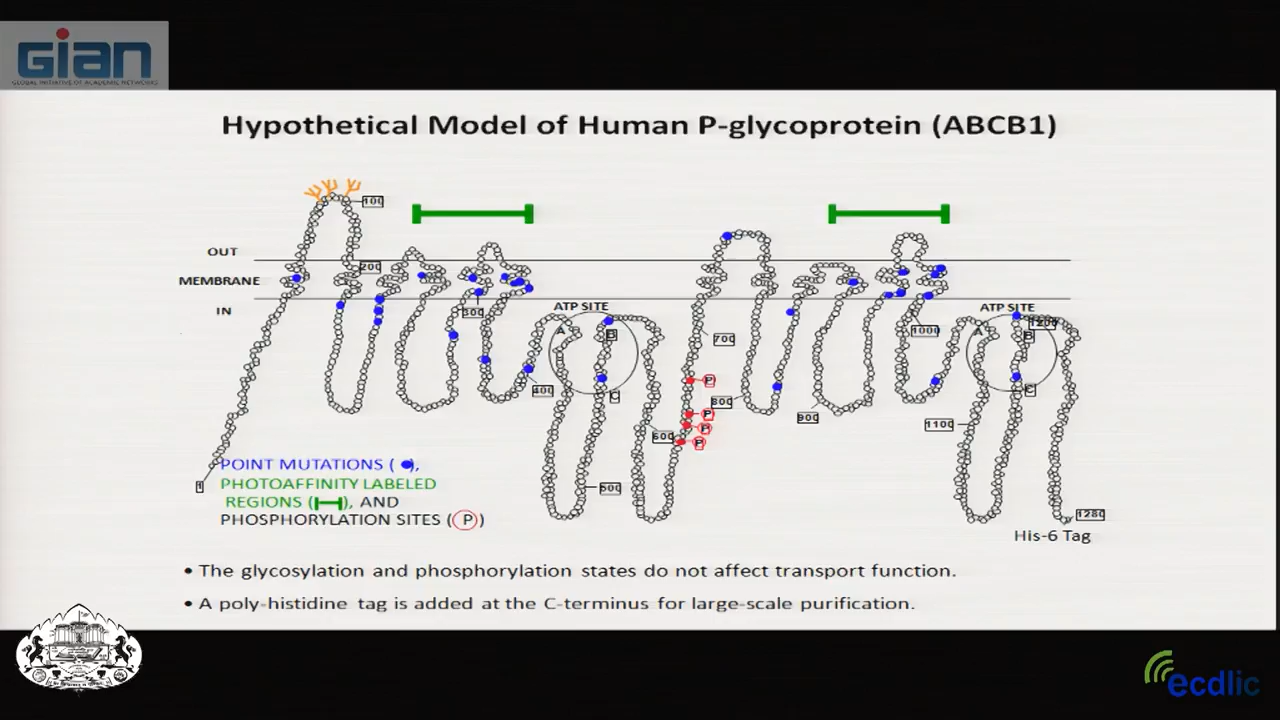 GIAN
GLOBAL INITIATIVE OF ACADEMIC NETWORKS
Hypothetical Model of Human P-glycoprotein (ABCB1)
100
OUT
200
MEMBRANE
IN
300
ATP SITE
A
B
C
400
500
600
700
P
P
P
P
800
900
1000
ATP SITE
A
B
C
1200
1100
1
POINT MUTATIONS ( ),
PHOTOAFFINITY LABELED
REGIONS ( ), AND
PHOSPHORYLATION SITES ( P )
1280
His-6 Tag
• The glycosylation and phosphorylation states do not affect transport function.
• A poly-histidine tag is added at the C-terminus for large-scale purification.
ecdlic